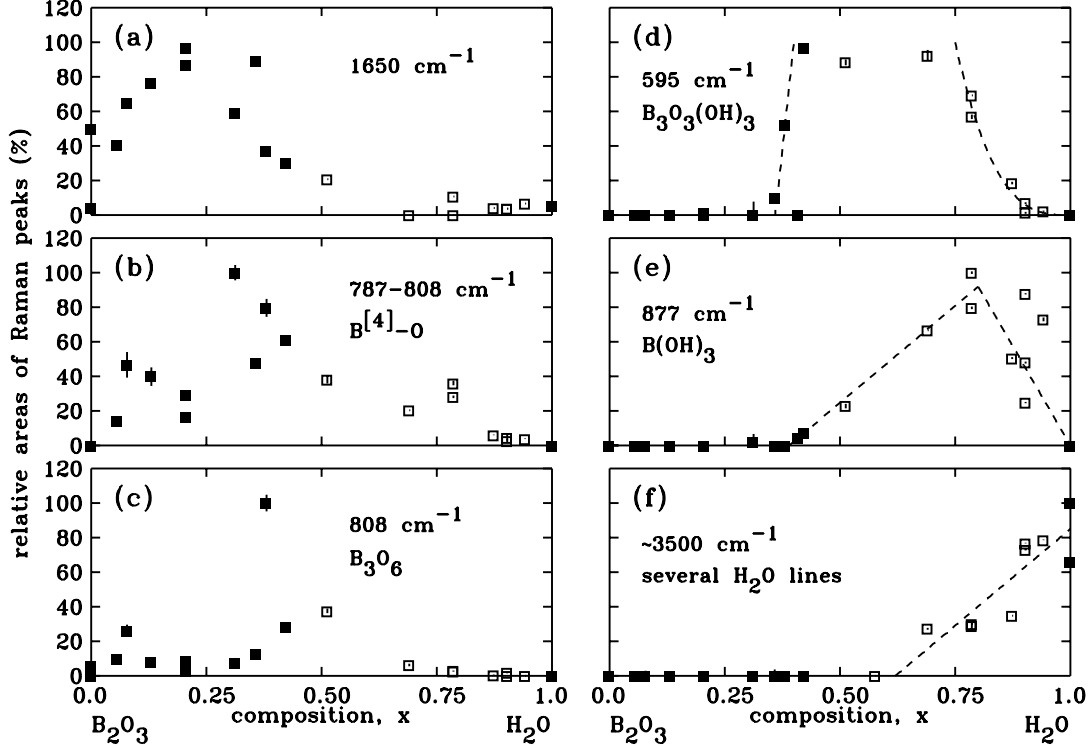 relative areas of Raman peaks (%)
120
100
80
60
40
20
0
(a)
1650 cm⁻¹
120
100
80
60
40
20
0
(b)
787−808 cm⁻¹
B[4]−O
120
100
80
60
40
20
0
(c)
808 cm⁻¹
B₃O₆
0.0 0.25 0.50 0.75 1.0
composition, x
B₂O₃ H₂O
(d)
595 cm⁻¹
B₃O₃(OH)₃
(e)
877 cm⁻¹
B(OH)₃
(f)
~3500 cm⁻¹
several H₂O lines
0.0 0.25 0.50 0.75 1.0
composition, x
B₂O₃ H₂O